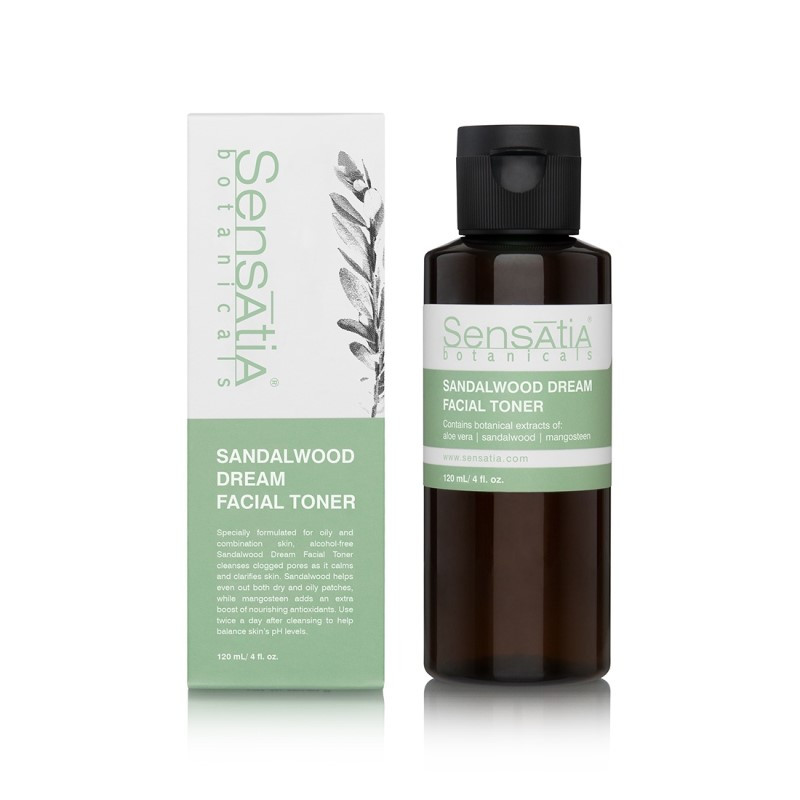 Sensatia®
botanicals
SANDALWOOD
DREAM
FACIAL TONER
Specially formulated for oily and
combination skin, alcohol-free
Sandalwood Dream Facial Toner
cleanses clogged pores as it calms
and clarifies skin. Sandalwood helps
even out both dry and oily patches,
while mangosteen adds an extra
boost of nourishing antioxidants. Use
twice a day after cleansing to help
balance skin's pH levels.
120 mL/ 4 fl. oz.
Sensatia®
botanicals
SANDALWOOD DREAM
FACIAL TONER
Contains botanical extracts of:
aloe vera | sandalwood | mangosteen
www.sensatia.com
120 mL/ 4 fl. oz.